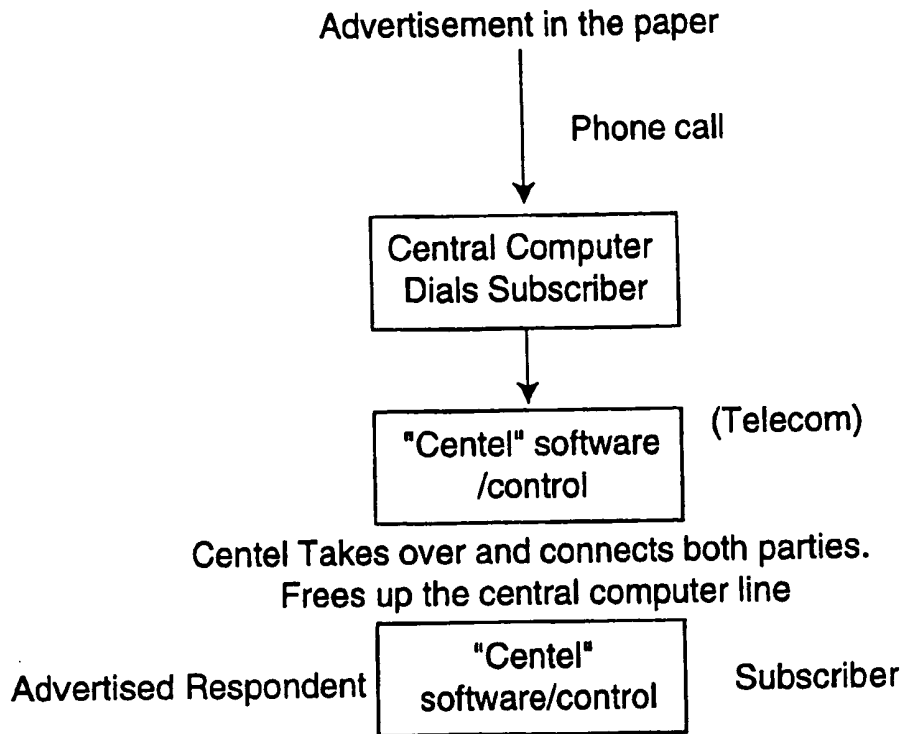 Advertisement in the paper
Phone call
Central Computer
Dials Subscriber
"Centel" software
/control
(Telecom)
Centel Takes over and connects both parties.
Frees up the central computer line
Advertised Respondent
"Centel"
software/control
Subscriber